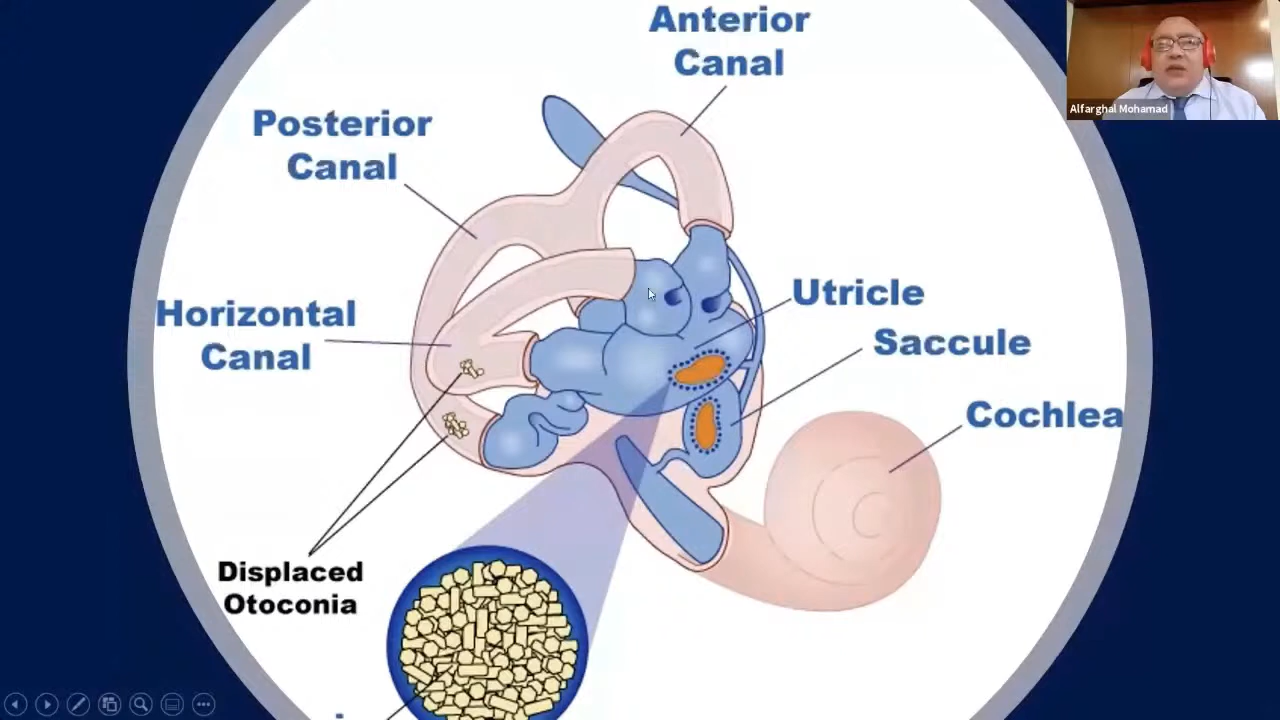 Anterior
Canal
Alfarghal Mohamad
Posterior
Canal
Utricle
Horizontal
Canal
Saccule
Cochlea
Displaced
Otoconia